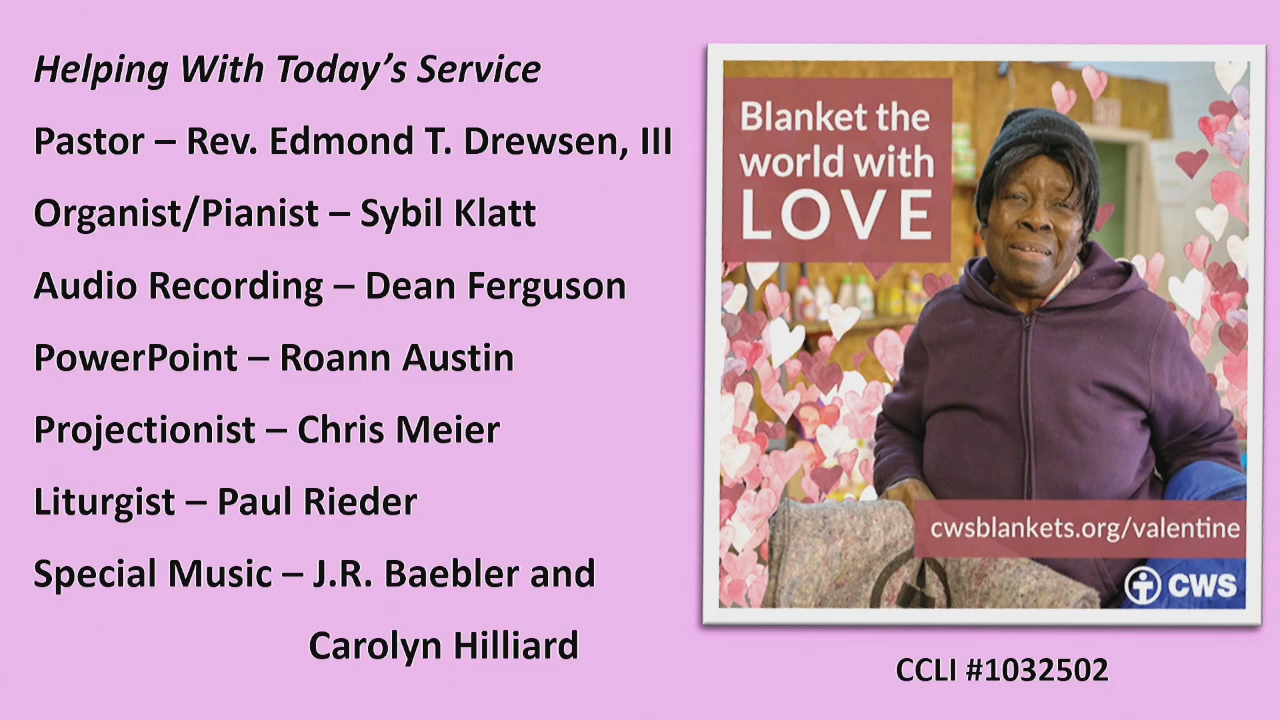 Helping With Today's Service
Pastor – Rev. Edmond T. Drewsen, III
Organist/Pianist – Sybil Klatt
Audio Recording – Dean Ferguson
PowerPoint – Roann Austin
Projectionist – Chris Meier
Liturgist – Paul Rieder
Special Music – J.R. Baebler and
Carolyn Hilliard
Blanket the
world with
LOVE
cwsblankets.org/valentine
CWS
CCLI #1032502